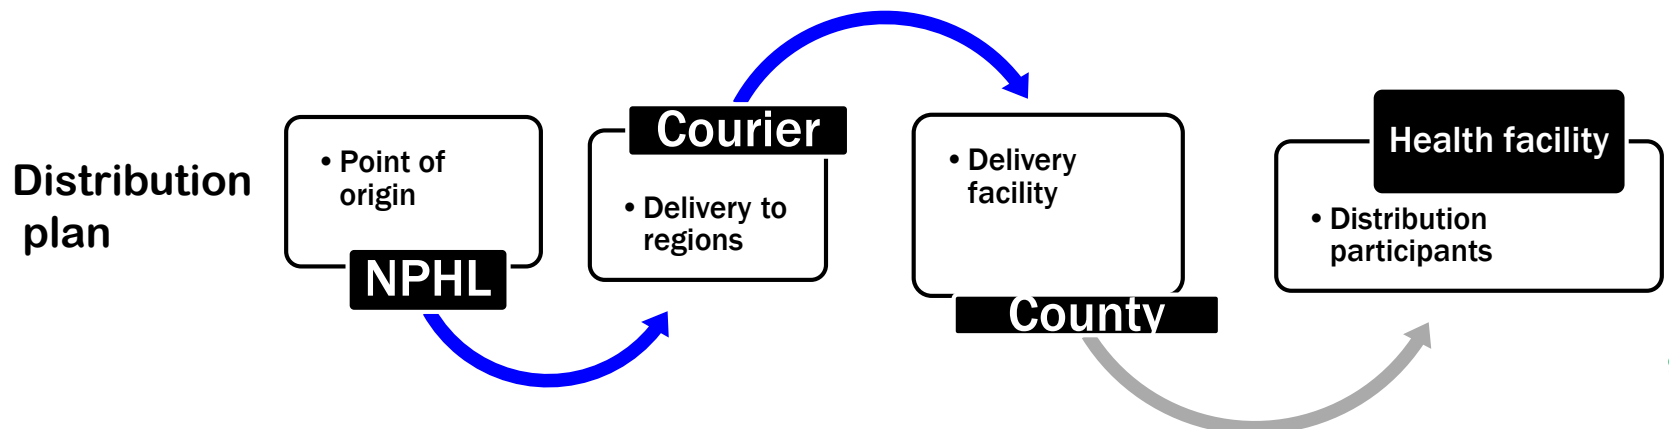 Distribution
plan
• Point of
origin
NPHL
Courier
• Delivery to
regions
• Delivery
facility
County
Health facility
• Distribution
participants